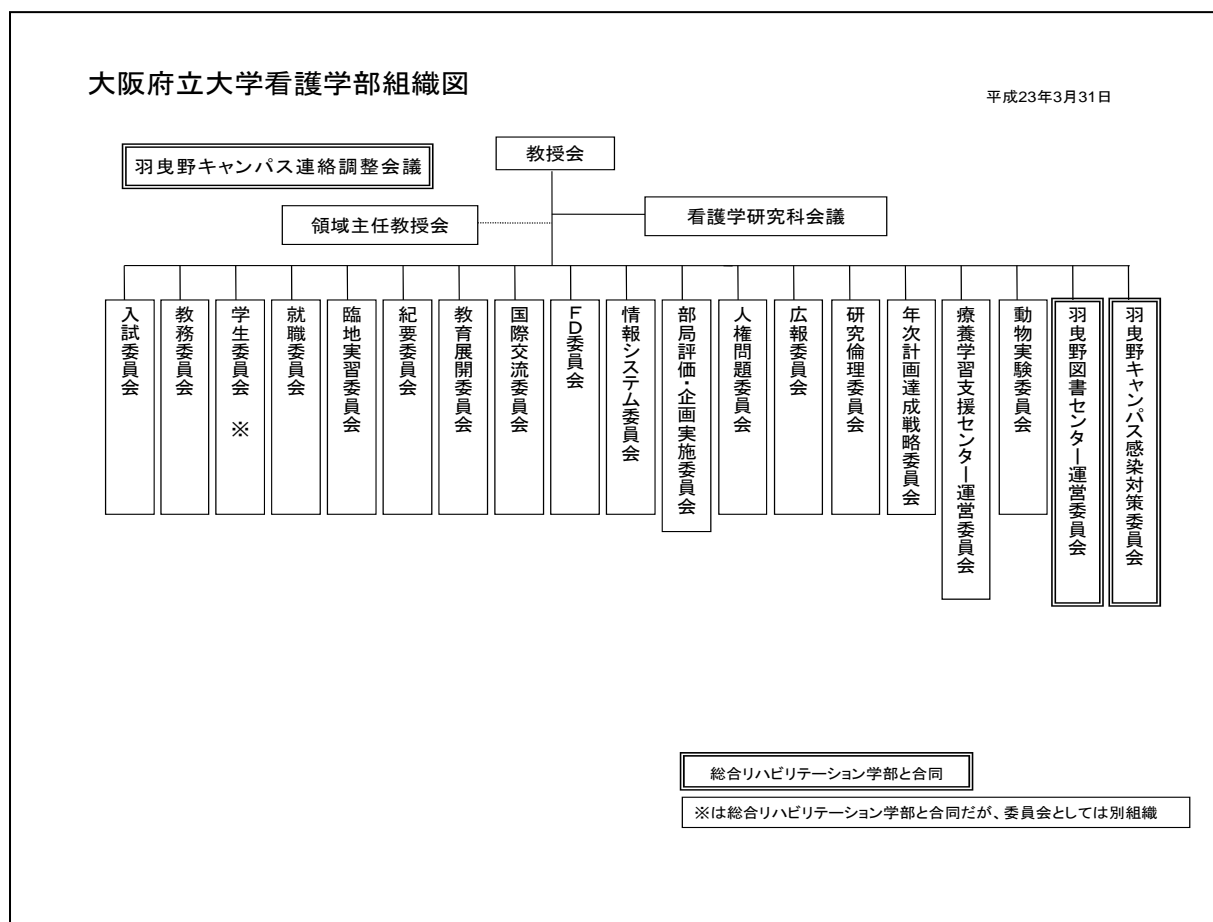 大阪府立大学看護学部組織図
平成23年3月31日
羽曳野キャンパス連絡調整会議
教授会
領域主任教授会
看護学研究科会議
入試委員会
教務委員会
学生委員会 ※
就職委員会
臨地実習委員会
紀要委員会
教育展開委員会
国際交流委員会
FD委員会
情報システム委員会
部局評価・企画実施委員会
人権問題委員会
広報委員会
研究倫理委員会
年次計画達成戦略委員会
療養学習支援センター運営委員会
動物実験委員会
羽曳野図書センター運営委員会
羽曳野キャンパス感染対策委員会
総合リハビリテーション学部と合同
※は総合リハビリテーション学部と合同だが、委員会としては別組織